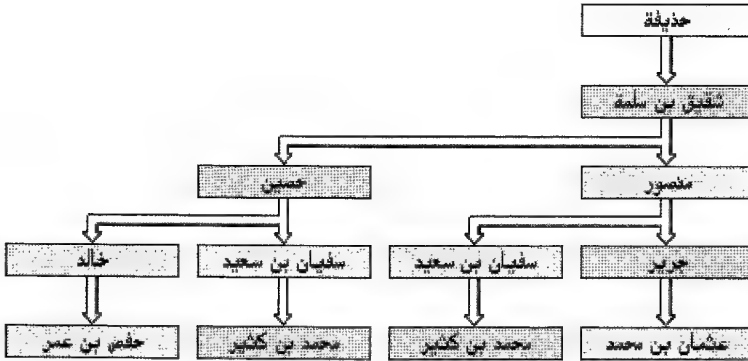 حذيفة
شقيق بن سلمة
منصور
حصين
جرير
سفيان بن سعيد
سفيان بن سعيد
خالد
عثمان بن محمد
محمد بن كثير
محمد بن كثير
حفص بن عمر